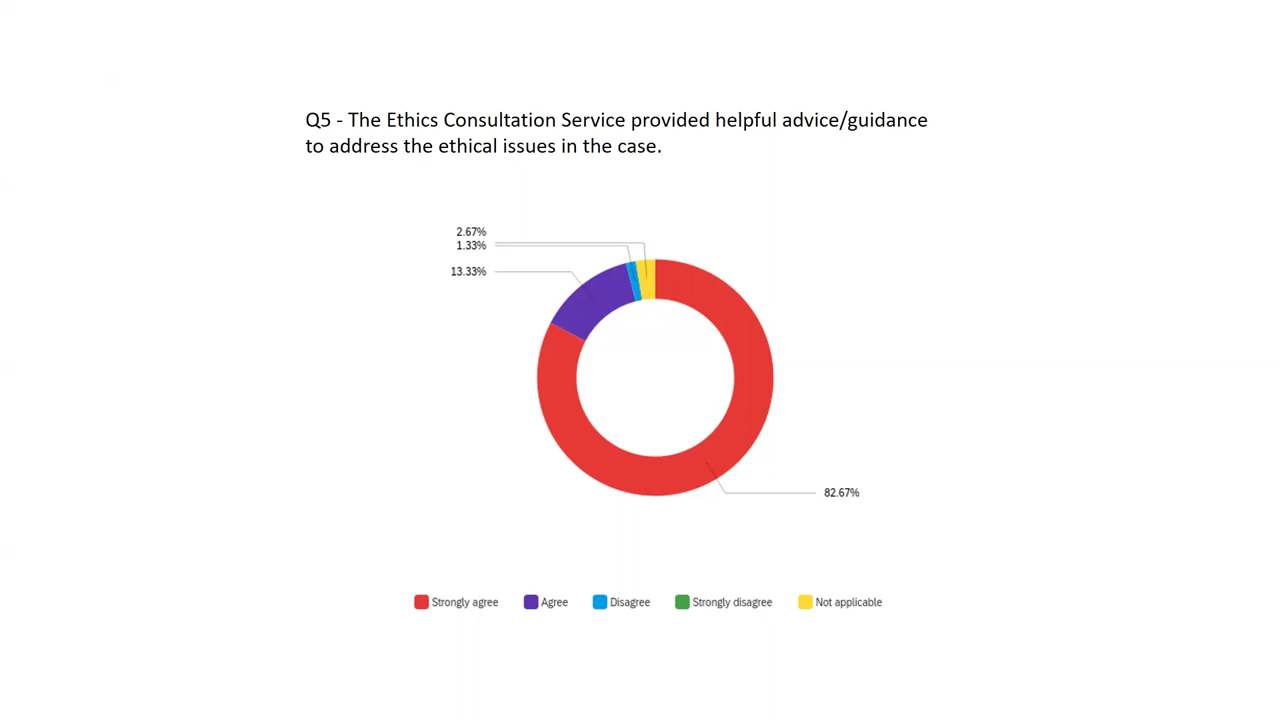 Q5 - The Ethics Consultation Service provided helpful advice/guidance
to address the ethical issues in the case.
2.67%
1.33%
13.33%
82.67%
Strongly agree Agree Disagree Strongly disagree Not applicable